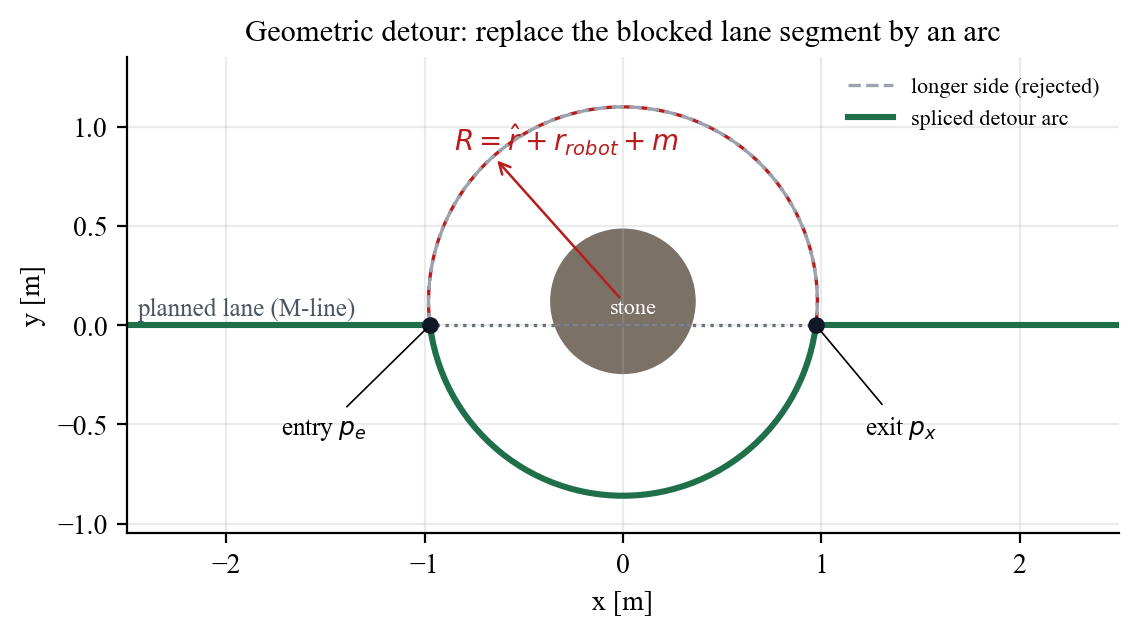 Geometric detour: replace the blocked lane segment by an arc
longer side (rejected)
spliced detour arc
R = r̂ + r_robot + m
stone
planned lane (M-line)
entry p_e
exit p_x
y [m]
1.0
0.5
0.0
−0.5
−1.0
−2
−1
0
1
2
x [m]